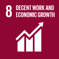 8 DECENT WORK AND
ECONOMIC GROWTH